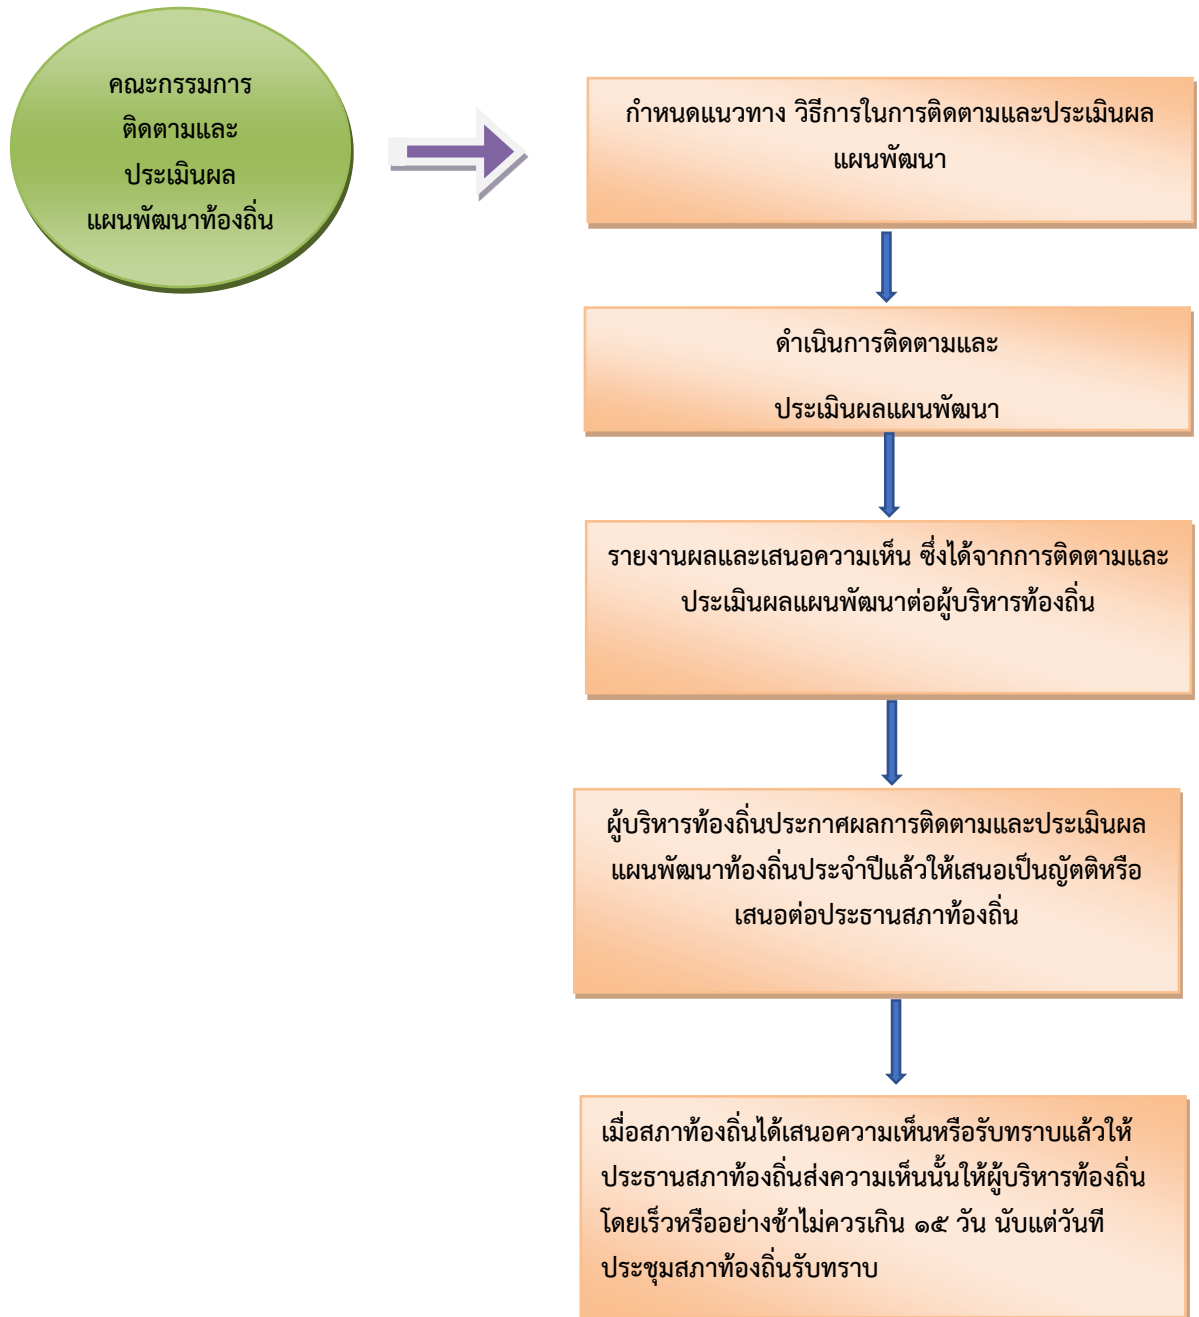 คณะกรรมการ
ติดตามและ
ประเมินผล
แผนพัฒนาท้องถิ่น
กำหนดแนวทาง วิธีการในการติดตามและประเมินผล
แผนพัฒนา
ดำเนินการติดตามและ
ประเมินผลแผนพัฒนา
รายงานผลและเสนอความเห็น ซึ่งได้จากการติดตามและ
ประเมินผลแผนพัฒนาต่อผู้บริหารท้องถิ่น
ผู้บริหารท้องถิ่นประกาศผลการติดตามและประเมินผล
แผนพัฒนาท้องถิ่นประจำปีแล้วให้เสนอเป็นญัตติหรือ
เสนอต่อประธานสภาท้องถิ่น
เมื่อสภาท้องถิ่นได้เสนอความเห็นหรือรับทราบแล้วให้
ประธานสภาท้องถิ่นส่งความเห็นนั้นให้ผู้บริหารท้องถิ่น
โดยเร็วหรืออย่างช้าไม่ควรเกิน ๑๕ วัน นับแต่วันที
ประชุมสภาท้องถิ่นรับทราบ